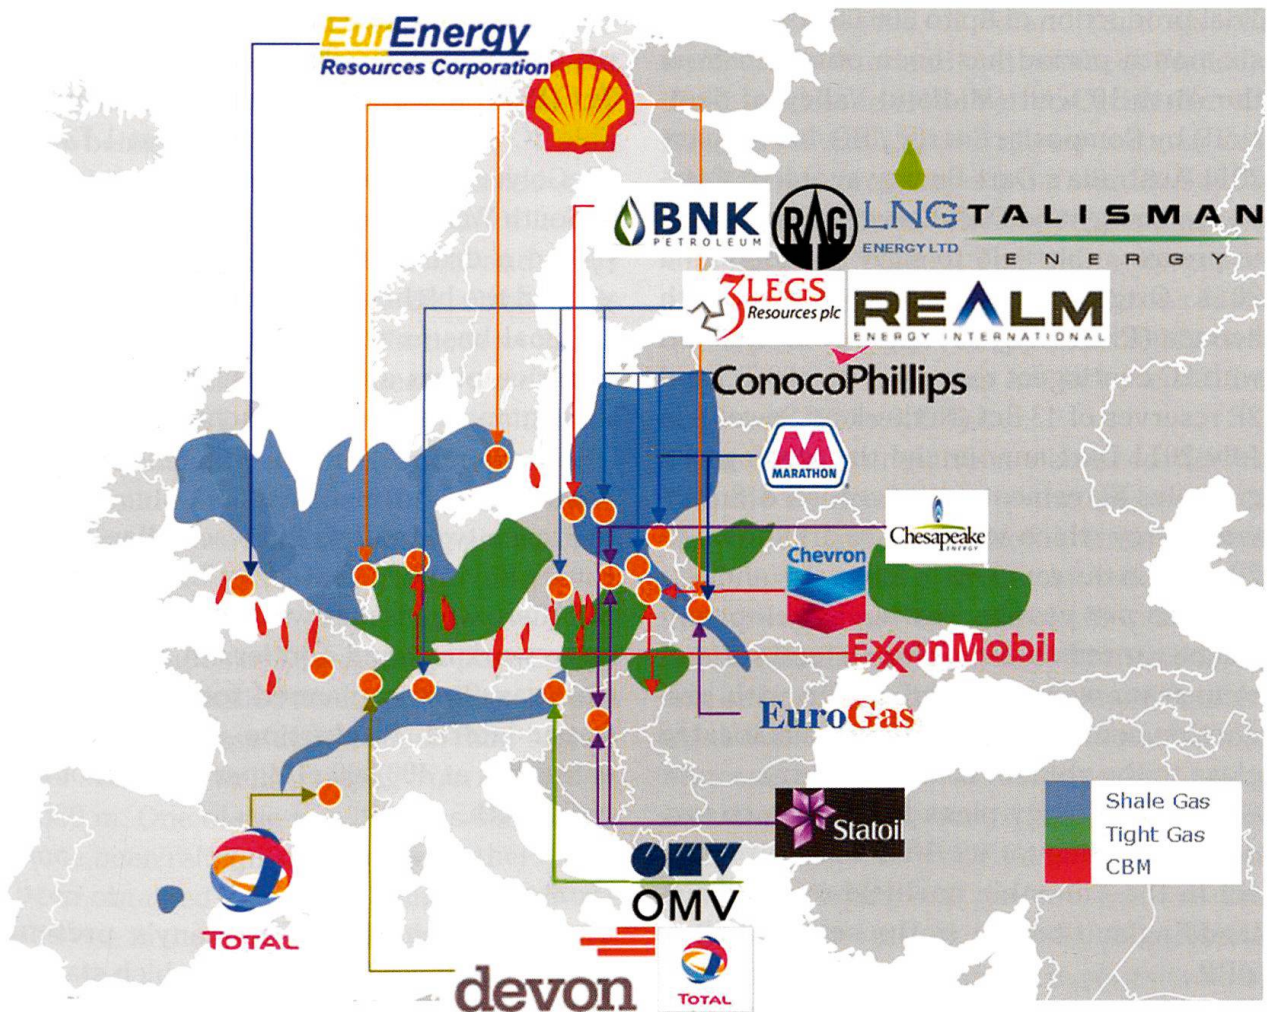 EurEnergy
Resources Corporation
BNK
PETROLEUM
RAG
LNG
ENERGY LTD
TALISMAN
ENERGY
3LEGS
Resources plc
REALM
ENERGY INTERNATIONAL
ConocoPhillips
M
MARATHON
Chesapeake
ENERGY
Chevron
ExxonMobil
EuroGas
Statoil
Shale Gas
Tight Gas
CBM
TOTAL
OMV
OMV
devon
TOTAL